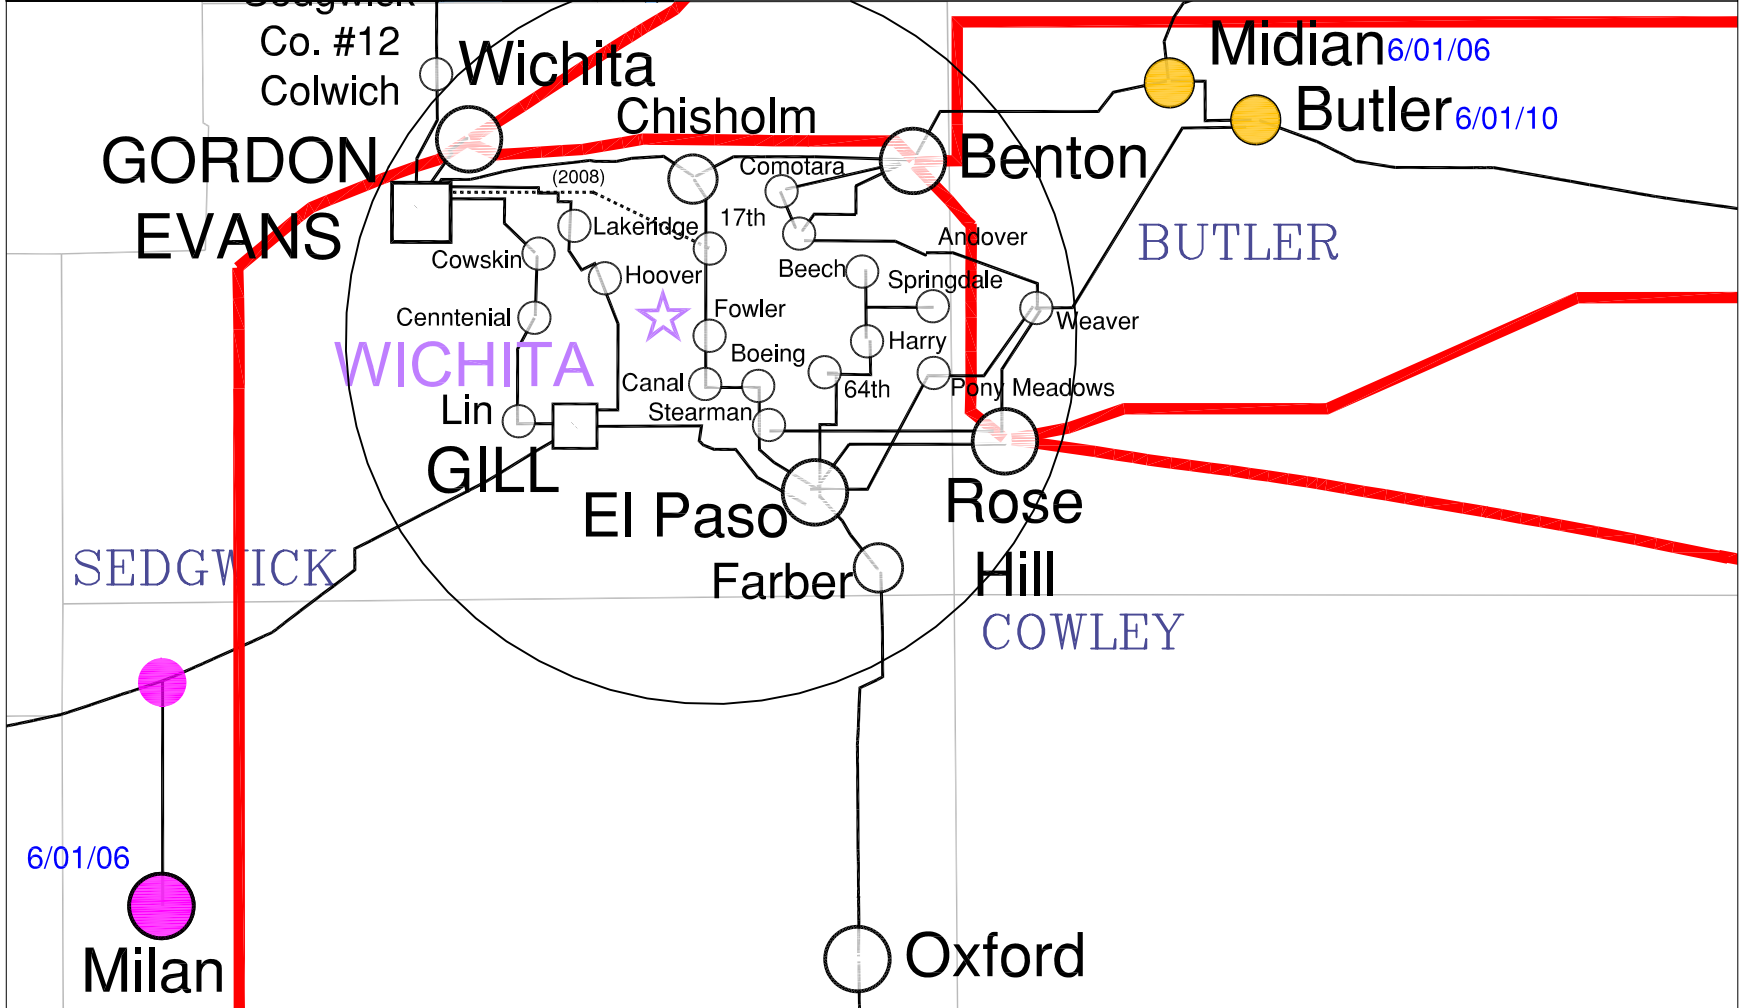 Sedgwick
Co. #12
Colwich
Wichita
Midian 6/01/06
Butler 6/01/10
Chisholm
GORDON
EVANS
Benton
Comotara
(2008)
17th
Lakeridge
Andover
BUTLER
Cowskin
Hoover
Beech
Springdale
Cenntenial
Fowler
Weaver
WICHITA
Boeing
Harry
Canal
64th
Pony Meadows
Lin
Stearman
GILL
El Paso
Rose
Hill
SEDGWICK
Farber
COWLEY
6/01/06
Milan
Oxford